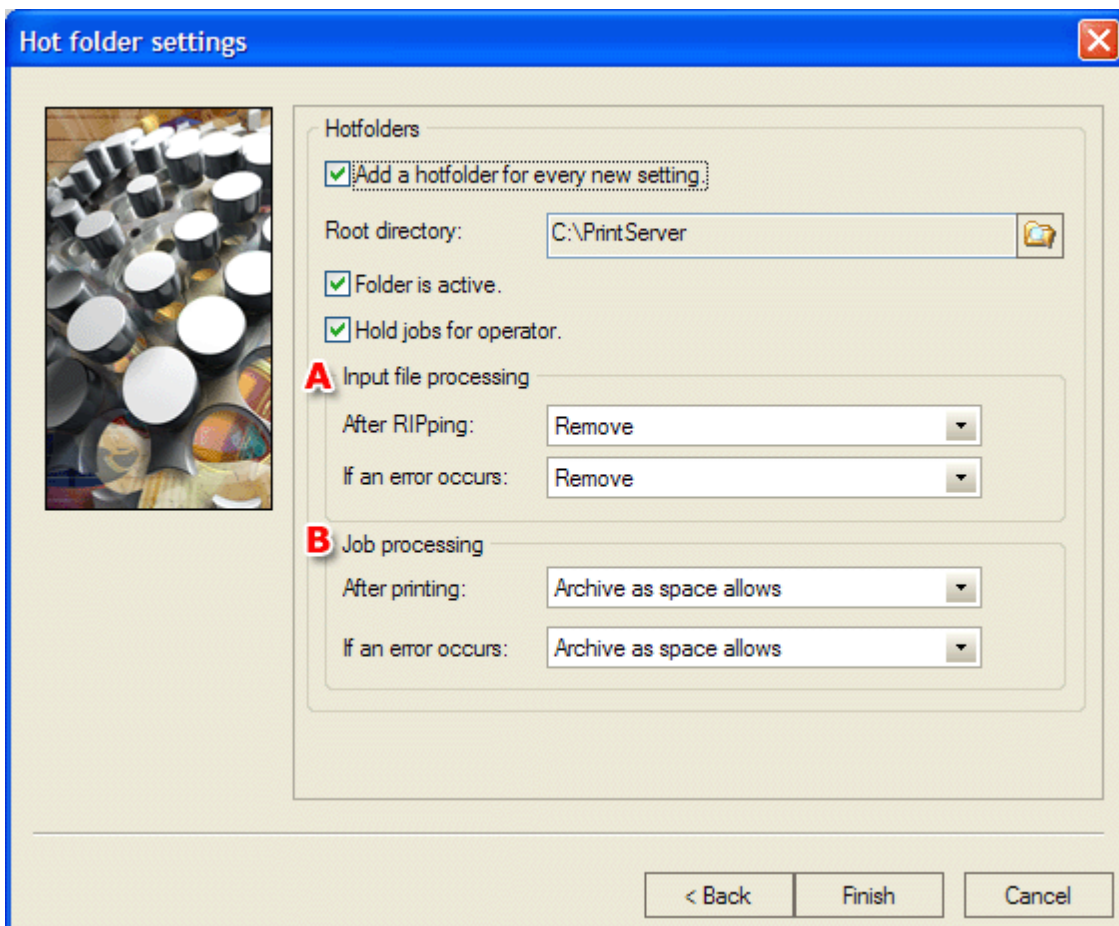 Hot folder settings
Hotfolders
Add a hotfolder for every new setting.
Root directory: C:\PrintServer
Folder is active.
Hold jobs for operator.
A Input file processing
After RIPping: Remove
If an error occurs: Remove
B Job processing
After printing: Archive as space allows
If an error occurs: Archive as space allows
< Back Finish Cancel